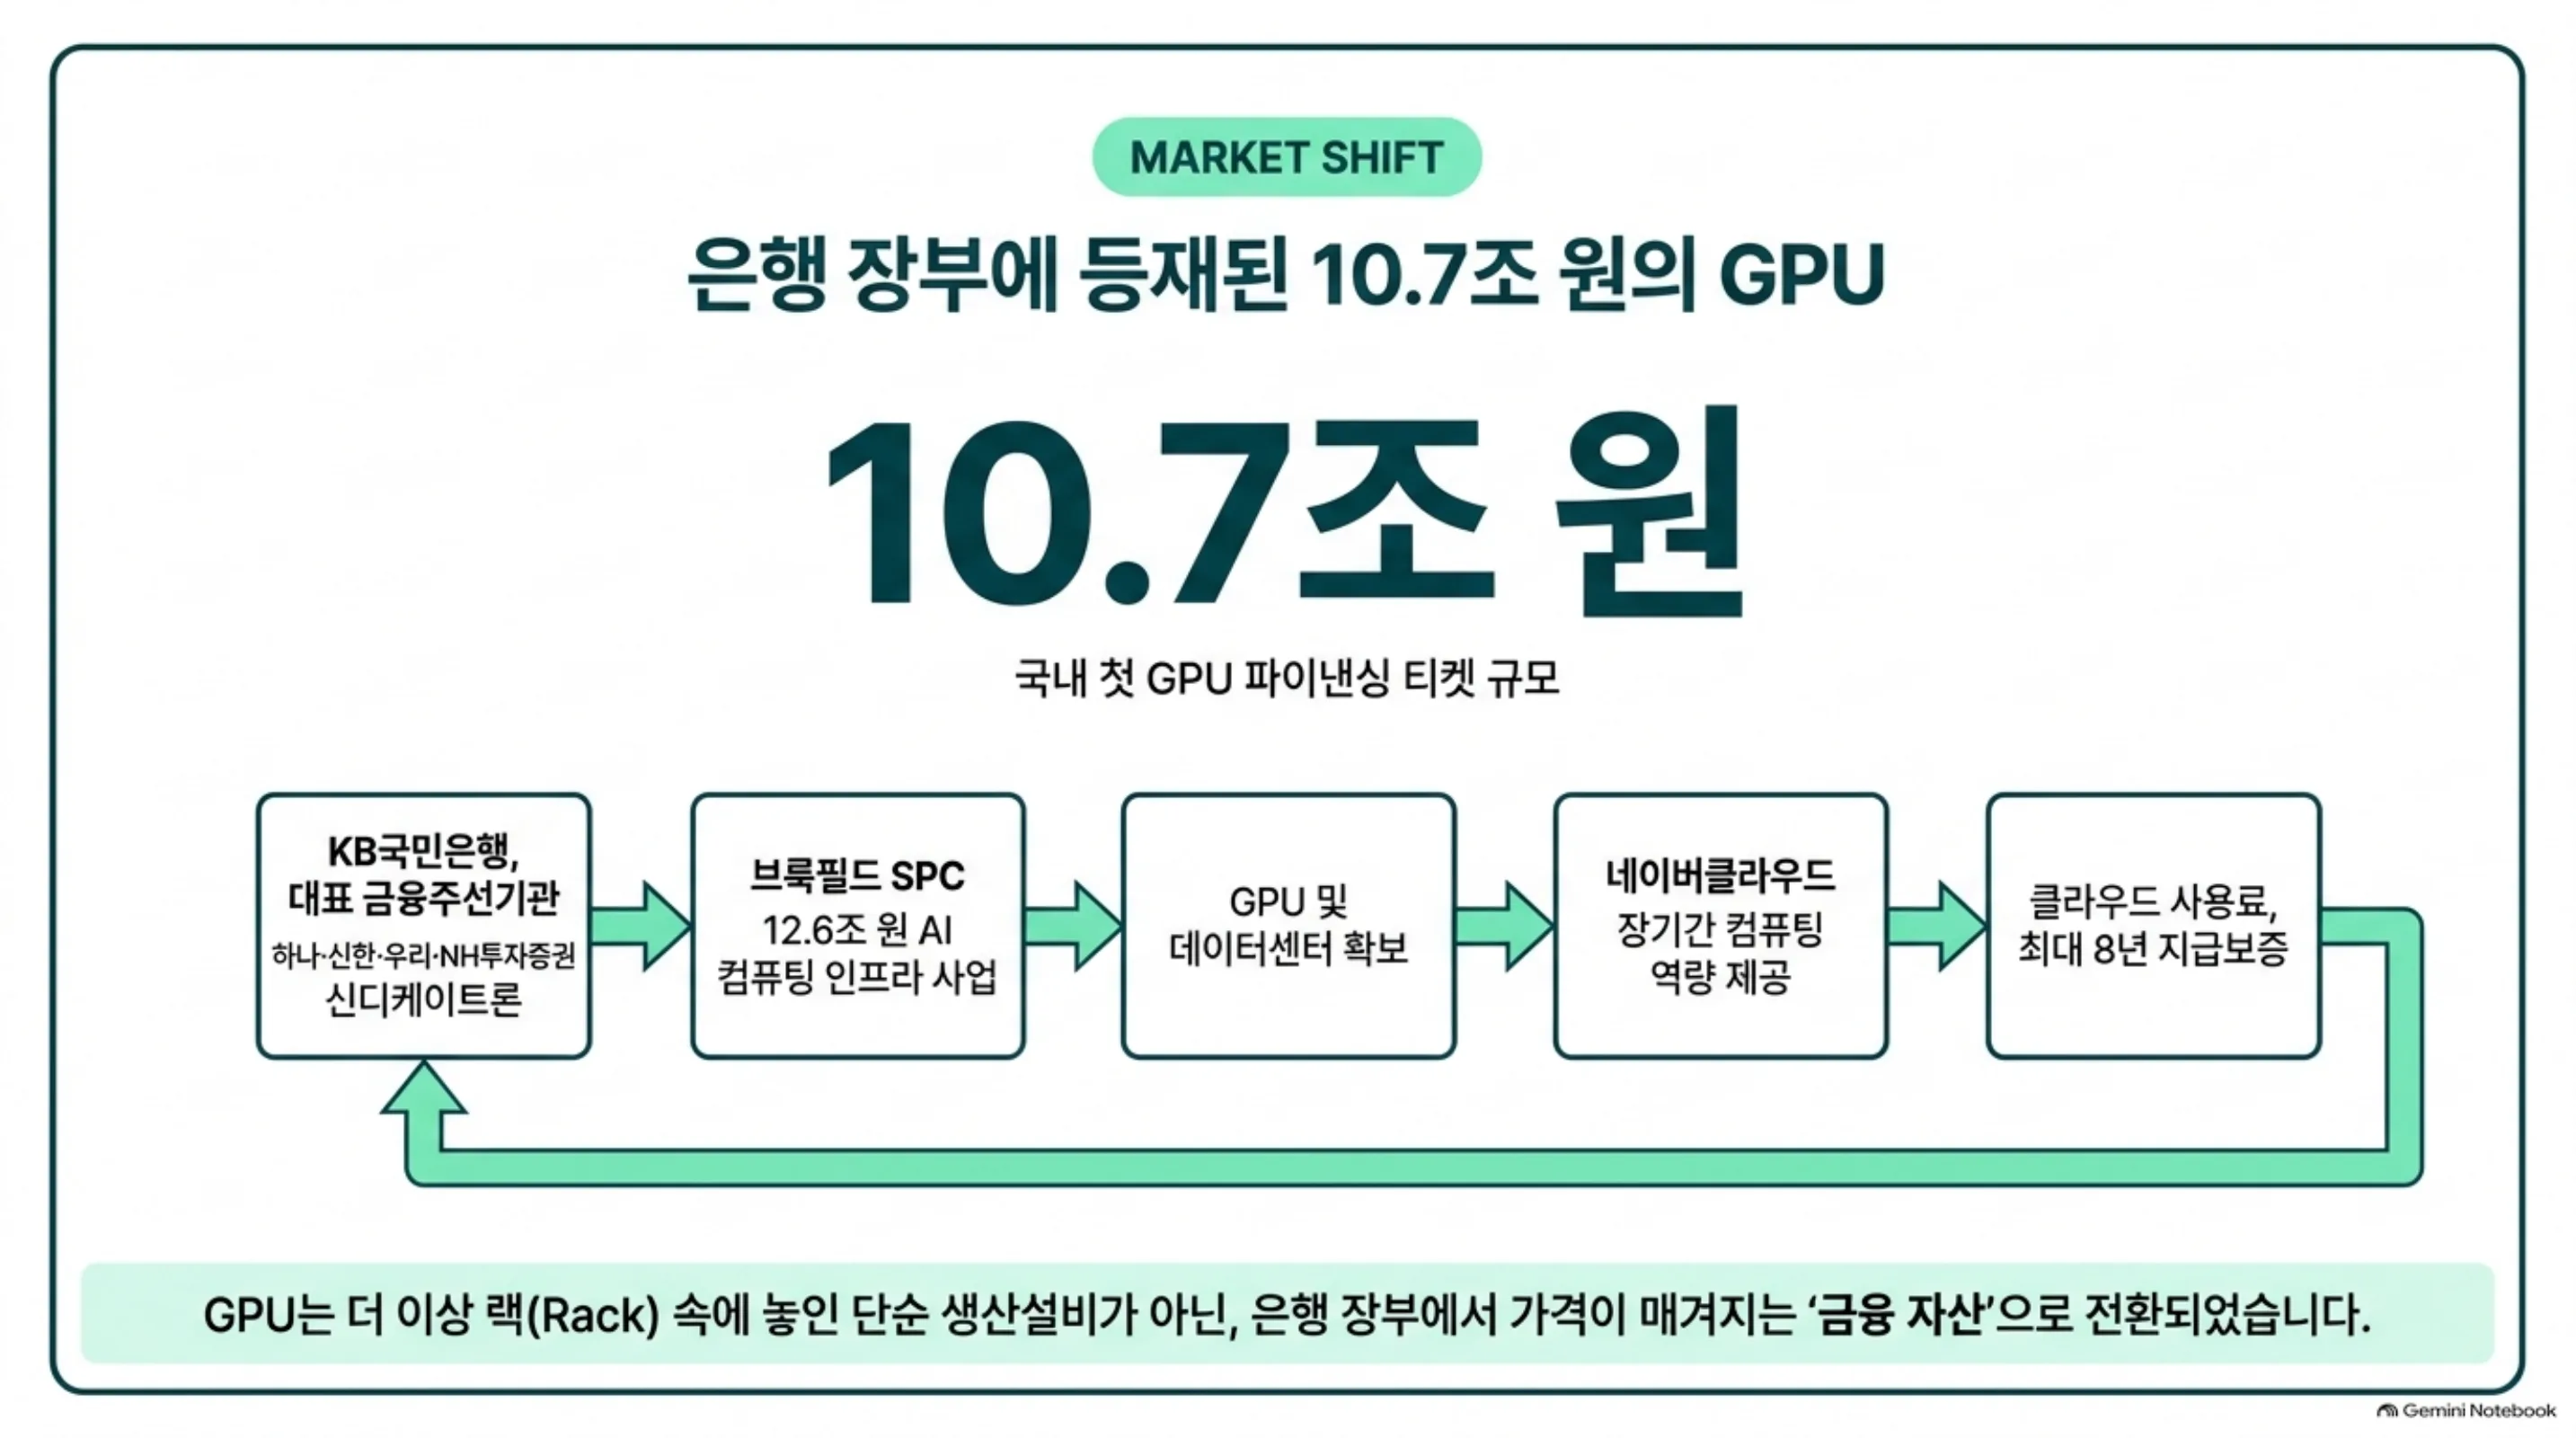 MARKET SHIFT
은행 장부에 등재된 10.7조 원의 GPU
10.7조 원
국내 첫 GPU 파이낸싱 티켓 규모
KB국민은행,
대표 금융주선기관
하나·신한·우리·NH투자증권
신디케이트론
브룩필드 SPC
12.6조 원 AI
컴퓨팅 인프라 사업
GPU 및
데이터센터 확보
네이버클라우드
장기간 컴퓨팅
역량 제공
클라우드 사용료,
최대 8년 지급보증
GPU는 더 이상 랙(Rack) 속에 놓인 단순 생산설비가 아닌, 은행 장부에서 가격이 매겨지는 ‘금융 자산’으로 전환되었습니다.
Gemini Notebook